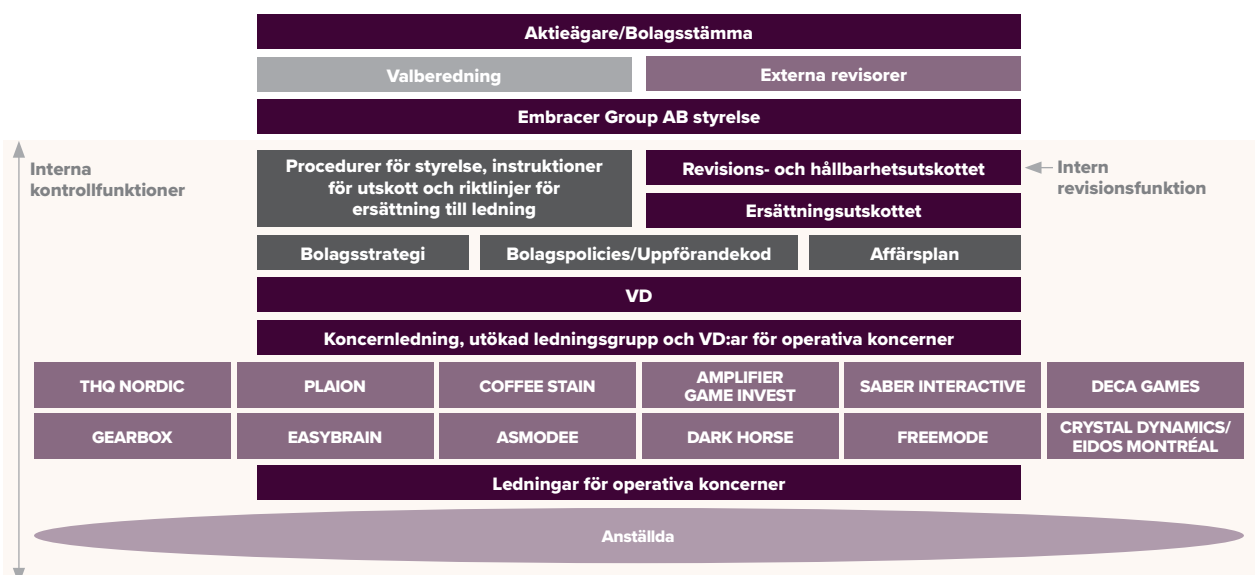 Aktieägare/Bolagsstämma
Valberedning
Externa revisorer
Embracer Group AB styrelse
Interna
kontrollfunktioner
Procedurer för styrelse, instruktioner
för utskott och riktlinjer för
ersättning till ledning
Revisions- och hållbarhetsutskottet
Ersättningsutskottet
Intern
revisionsfunktion
Bolagsstrategi
Bolagspolicies/Uppförandekod
Affärsplan
VD
Koncernledning, utökad ledningsgrupp och VD:ar för operativa koncerner
THQ NORDIC
PLAION
COFFEE STAIN
AMPLIFIER
GAME INVEST
SABER INTERACTIVE
DECA GAMES
GEARBOX
EASYBRAIN
ASMODEE
DARK HORSE
FREEMODE
CRYSTAL DYNAMICS/
EIDOS MONTRÉAL
Ledningar för operativa koncerner
Anställda